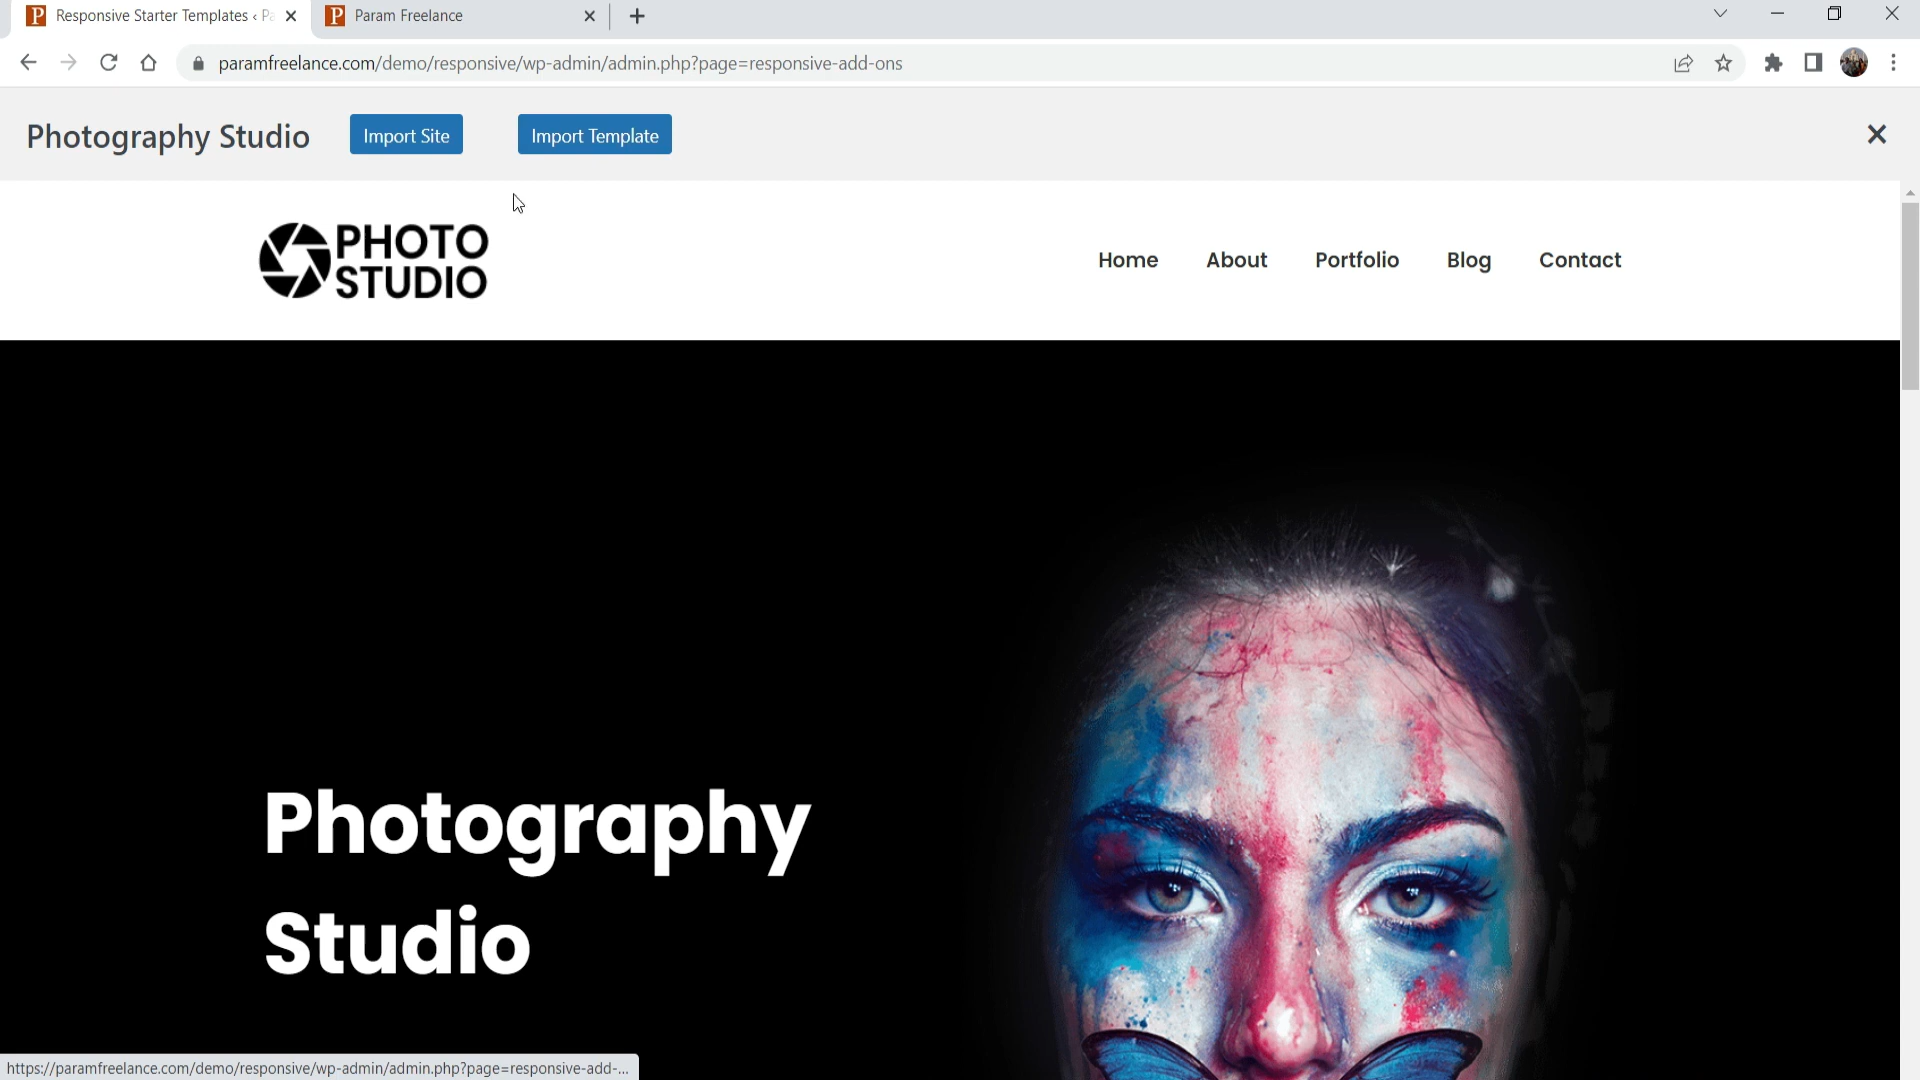 Responsive Starter Templates ‹ Pa
Param Freelance
paramfreelance.com/demo/responsive/wp-admin/admin.php?page=responsive-add-ons
Photography Studio
Import Site
Import Template
PHOTO
STUDIO
Home
About
Portfolio
Blog
Contact
Photography
Studio
https://paramfreelance.com/demo/responsive/wp-admin/admin.php?page=responsive-add-...